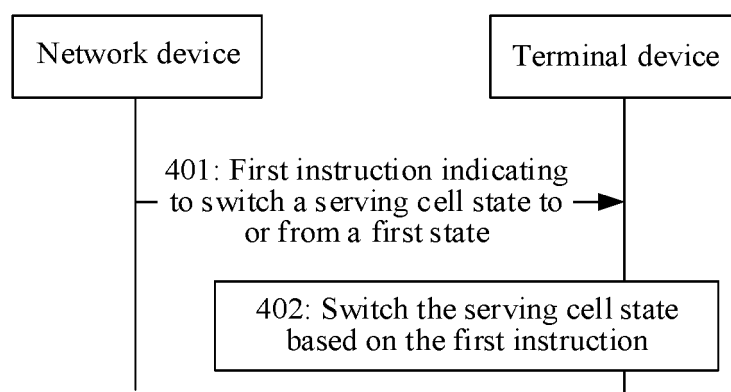 Network device
Terminal device
401: First instruction indicating
to switch a serving cell state to
or from a first state
402: Switch the serving cell state
based on the first instruction